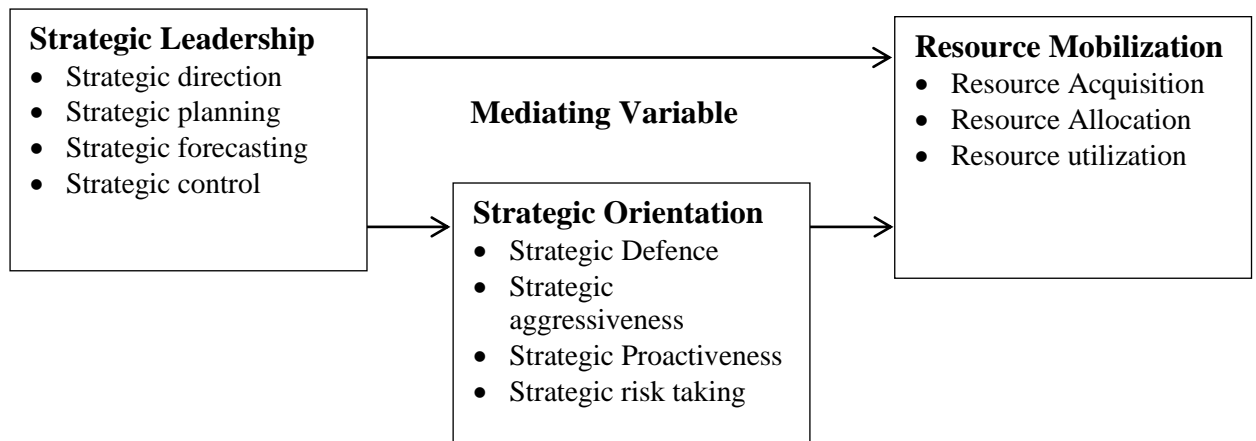 Strategic Leadership
• Strategic direction
• Strategic planning
• Strategic forecasting
• Strategic control
Mediating Variable
Strategic Orientation
• Strategic Defence
• Strategic
aggressiveness
• Strategic Proactiveness
• Strategic risk taking
Resource Mobilization
• Resource Acquisition
• Resource Allocation
• Resource utilization